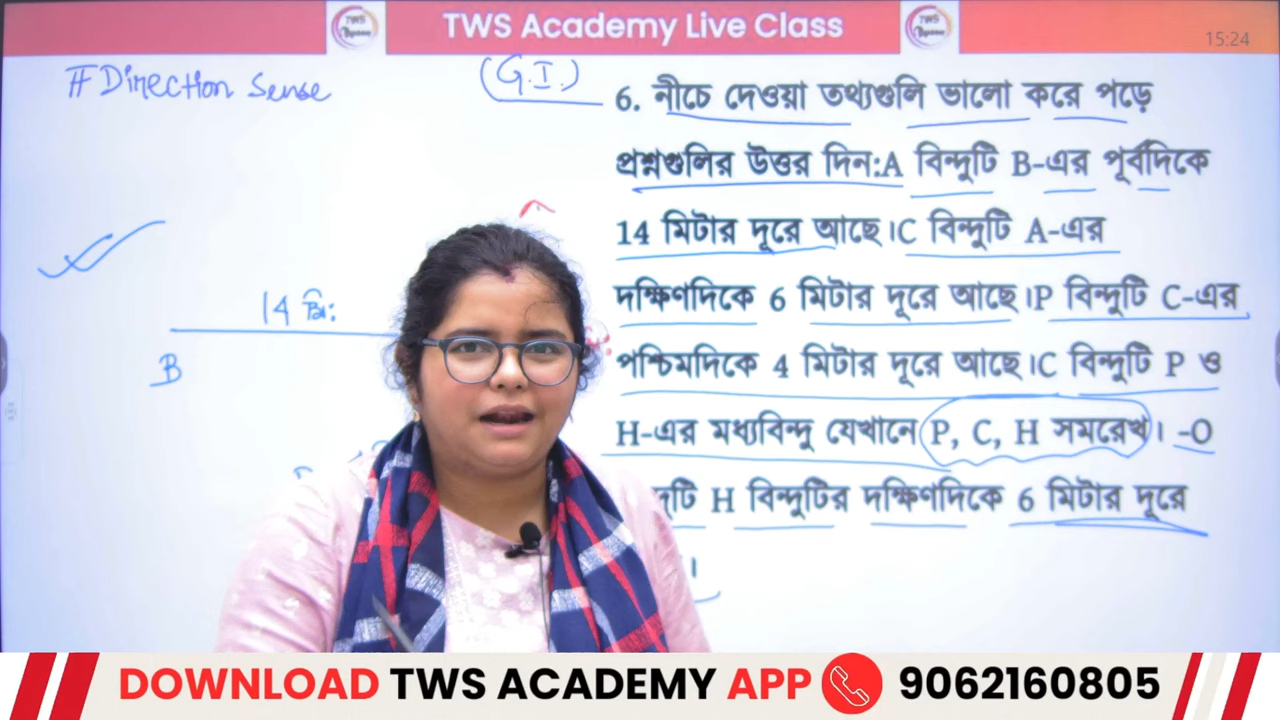 TWS Academy Live Class
15:24
# Direction Sense
(G.I.)
6. নীচে দেওয়া তথ্যগুলি ভালো করে পড়ে
প্রশ্নগুলির উত্তর দিন:A বিন্দুটি B-এর পূর্বদিকে
14 মিটার দূরে আছে।C বিন্দুটি A-এর
দক্ষিণদিকে 6 মিটার দূরে আছে।P বিন্দুটি C-এর
পশ্চিমদিকে 4 মিটার দূরে আছে।C বিন্দুটি P ও
H-এর মধ্যবিন্দু যেখানে P, C, H সমরেখ। -O
H বিন্দুটির দক্ষিণদিকে 6 মিটার দূরে
।
14 মি:
B
DOWNLOAD TWS ACADEMY APP 9062160805